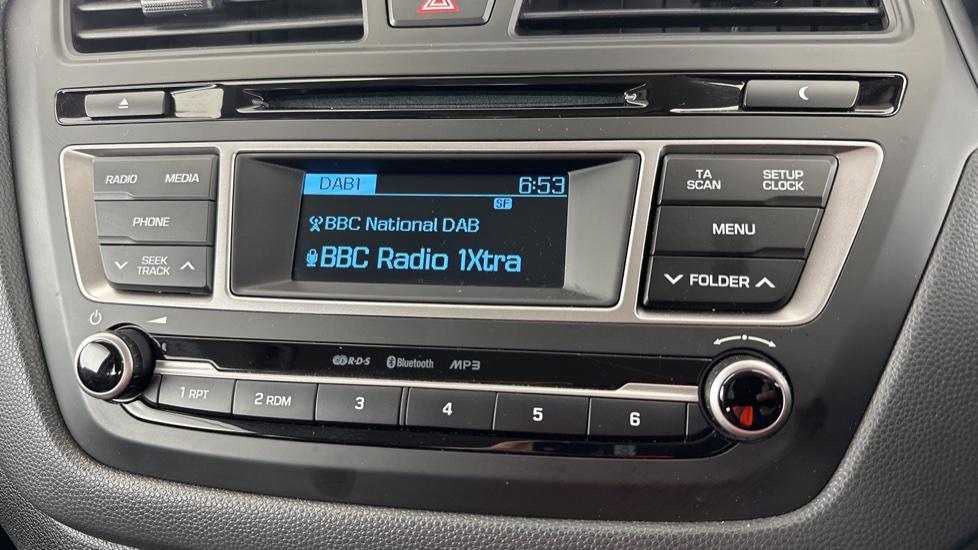 RADIO MEDIA
PHONE
SEEK
TRACK
DAB1 6:53
SF
BBC National DAB
BBC Radio 1Xtra
TA
SCAN
SETUP
CLOCK
MENU
FOLDER
R·D·S Bluetooth MP3
1 RPT 2 RDM 3 4 5 6